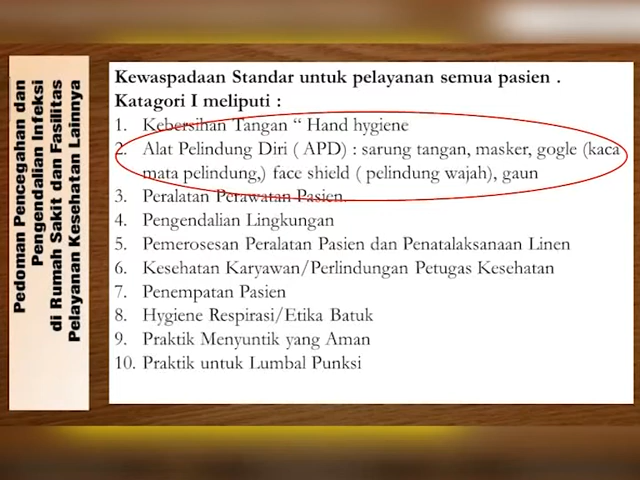 Pedoman Pencegahan dan
Pengendalian Infeksi
di Rumah Sakit dan Fasilitas
Pelayanan Kesehatan Lainnya
Kewaspadaan Standar untuk pelayanan semua pasien .
Katagori I meliputi :
1. Kebersihan Tangan “ Hand hygiene
2. Alat Pelindung Diri ( APD) : sarung tangan, masker, gogle (kaca
mata pelindung,) face shield ( pelindung wajah), gaun
3. Peralatan Perawatan Pasien.
4. Pengendalian Lingkungan
5. Pemerosesan Peralatan Pasien dan Penatalaksanaan Linen
6. Kesehatan Karyawan/Perlindungan Petugas Kesehatan
7. Penempatan Pasien
8. Hygiene Respirasi/Etika Batuk
9. Praktik Menyuntik yang Aman
10. Praktik untuk Lumbal Punksi